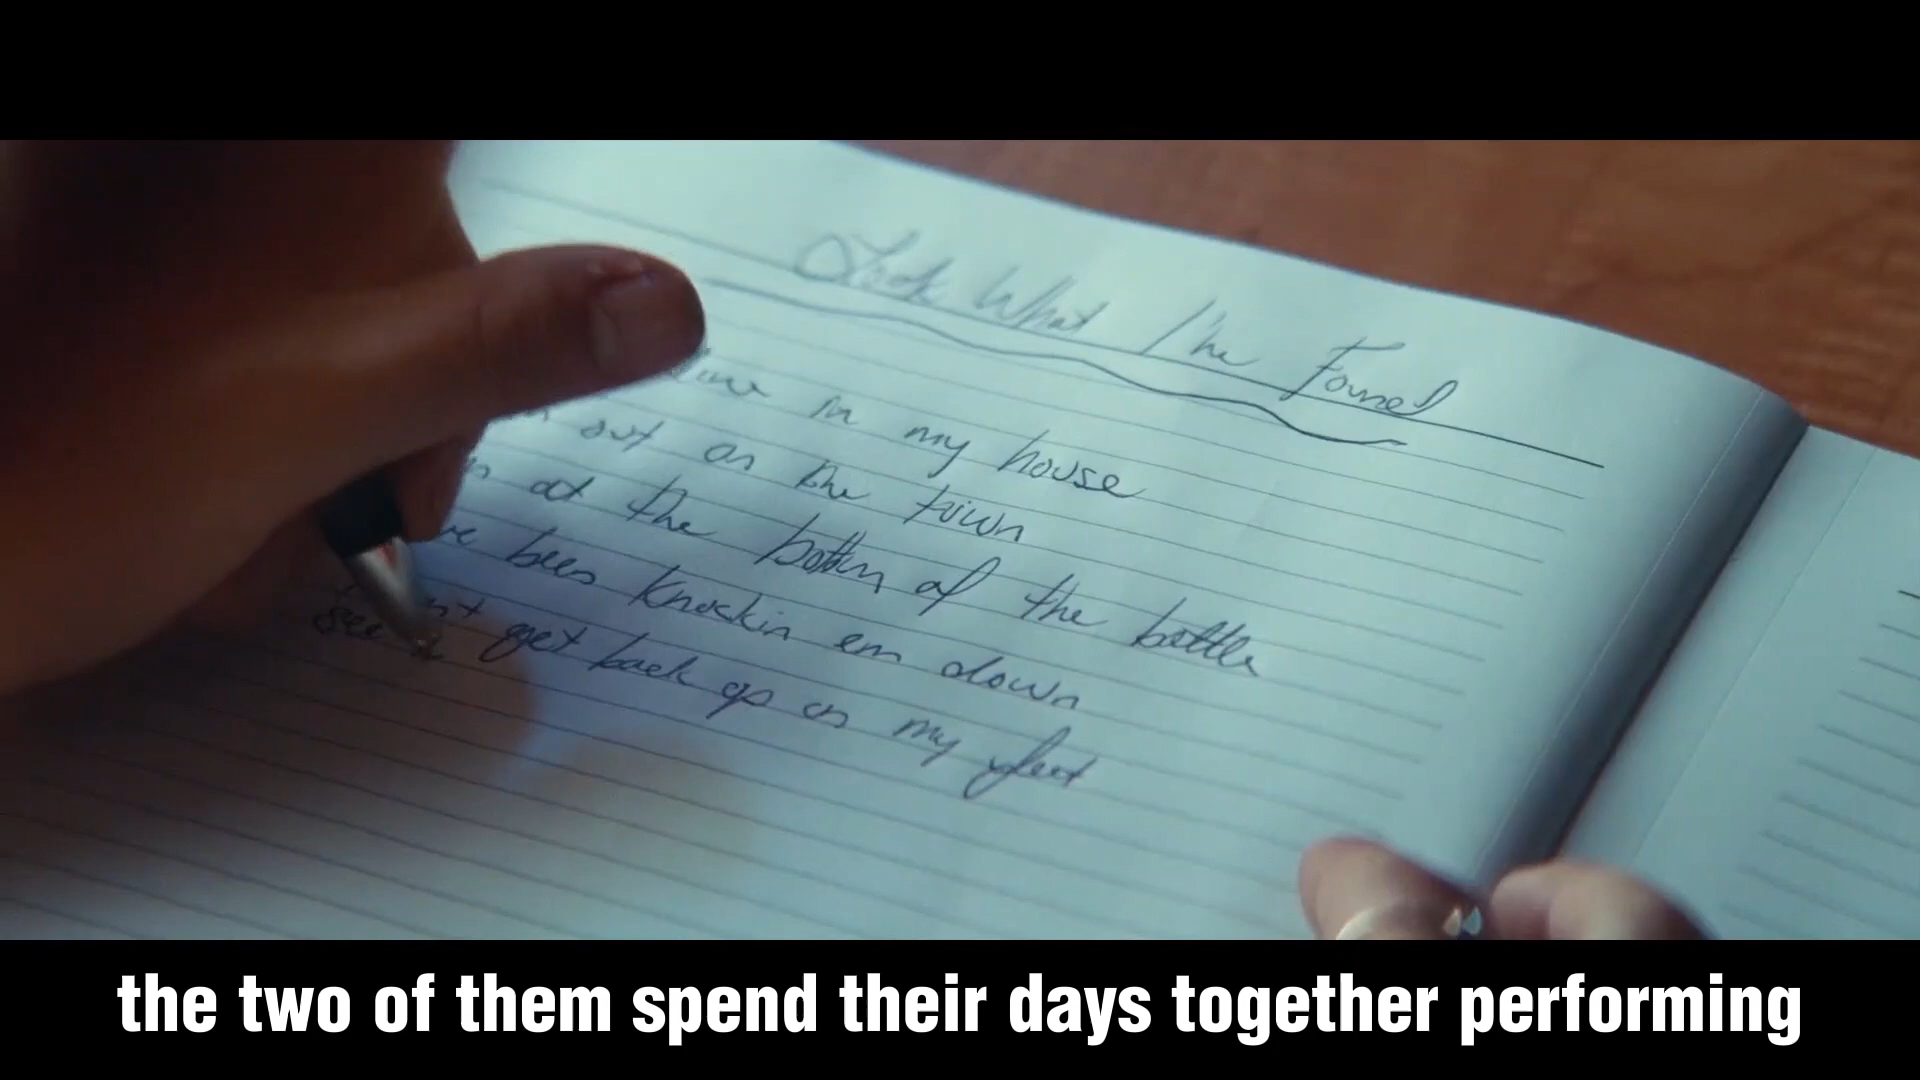 Look What I've Found
in my house
out on the town
at the bottom of the bottle
been knockin em down
get back up on my feet
the two of them spend their days together performing